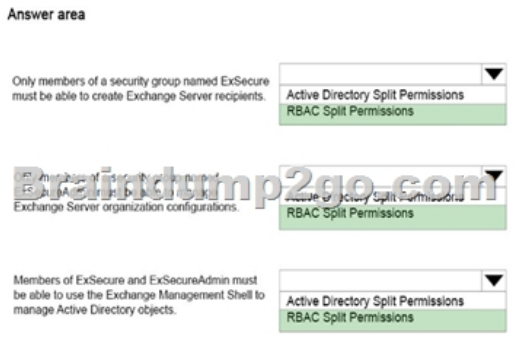 Answer area
Only members of a security group named ExSecure
must be able to create Exchange Server recipients.
Active Directory Split Permissions
RBAC Split Permissions
Braindump2go.com
Exchange Server organization configurations.
RBAC Split Permissions
Members of ExSecure and ExSecureAdmin must
be able to use the Exchange Management Shell to
manage Active Directory objects.
Active Directory Split Permissions
RBAC Split Permissions